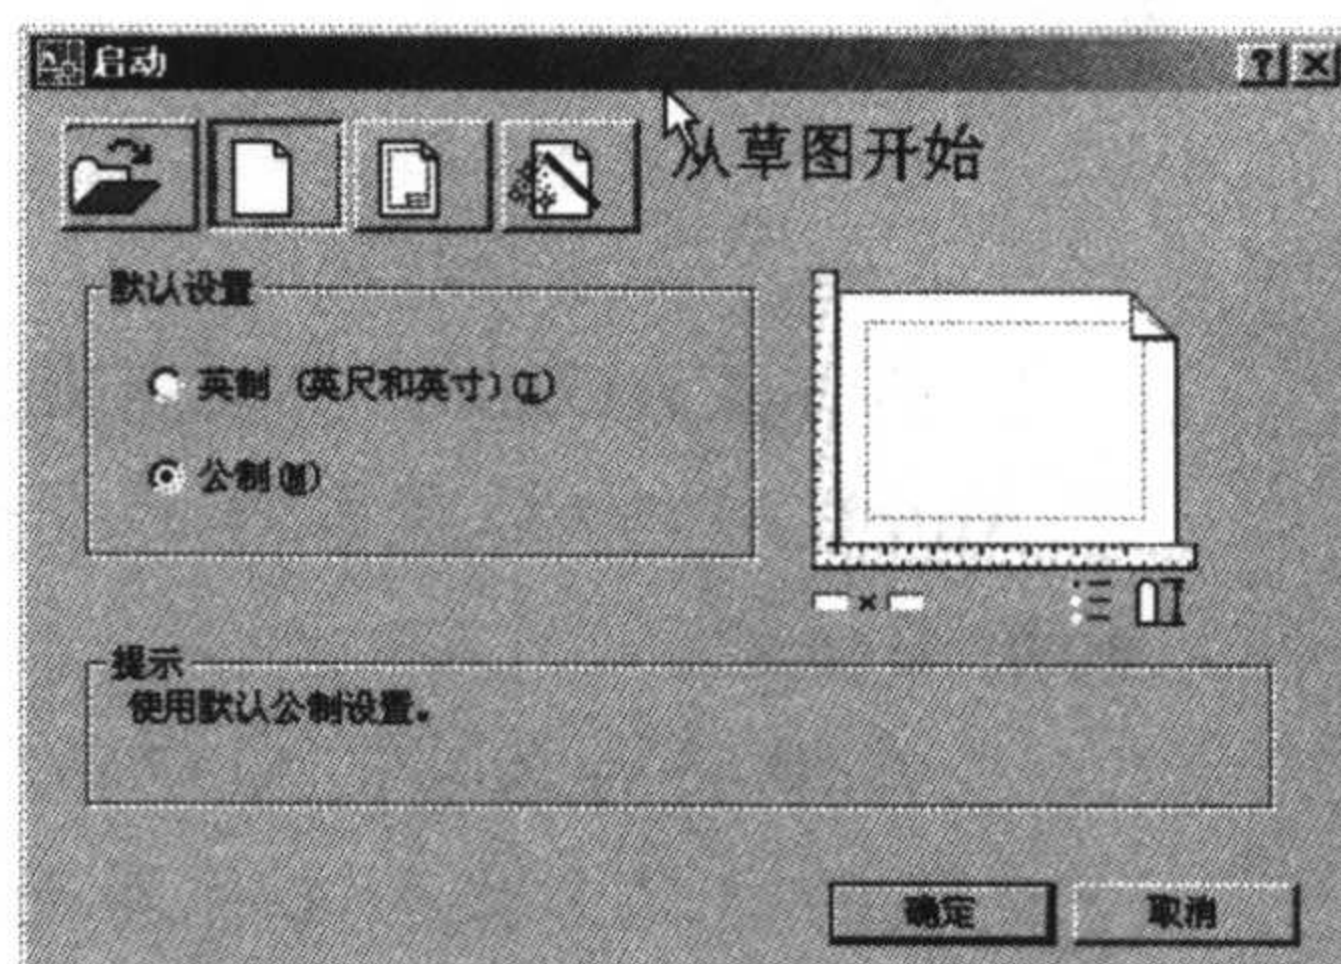 启动
从草图开始
默认设置
英制 (英尺和英寸)(I)
公制(M)
提示
使用默认公制设置。
确定
取消